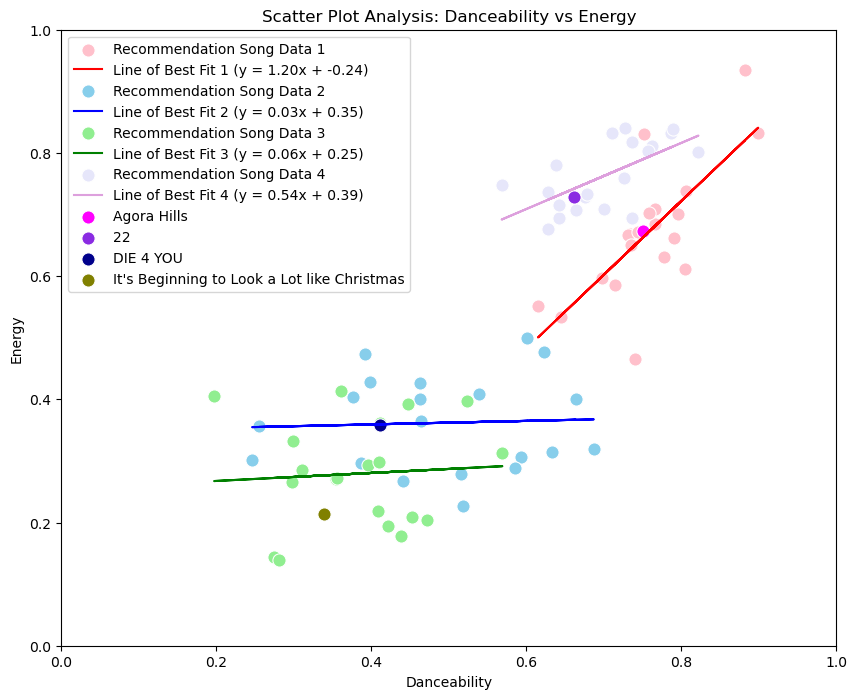 Scatter Plot Analysis: Danceability vs Energy
1.0
0.8
0.6
0.4
0.2
0.0
Energy
Recommendation Song Data 1
Line of Best Fit 1 (y = 1.20x + -0.24)
Recommendation Song Data 2
Line of Best Fit 2 (y = 0.03x + 0.35)
Recommendation Song Data 3
Line of Best Fit 3 (y = 0.06x + 0.25)
Recommendation Song Data 4
Line of Best Fit 4 (y = 0.54x + 0.39)
Agora Hills
22
DIE 4 YOU
It's Beginning to Look a Lot like Christmas
0.0 0.2 0.4 0.6 0.8 1.0
Danceability